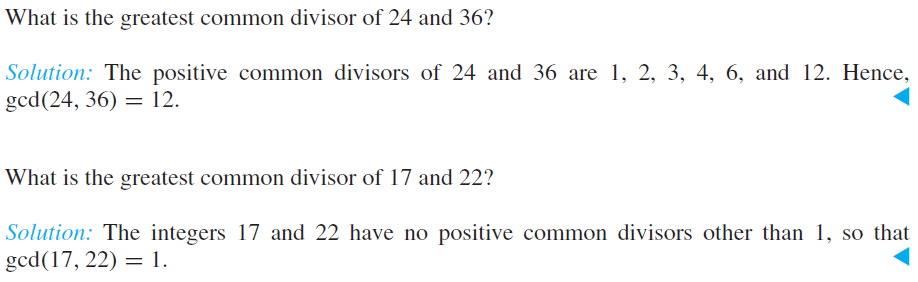 What is the greatest common divisor of 24 and 36?
Solution: The positive common divisors of 24 and 36 are 1, 2, 3, 4, 6, and 12. Hence,
gcd(24, 36) = 12.
What is the greatest common divisor of 17 and 22?
Solution: The integers 17 and 22 have no positive common divisors other than 1, so that
gcd(17, 22) = 1.